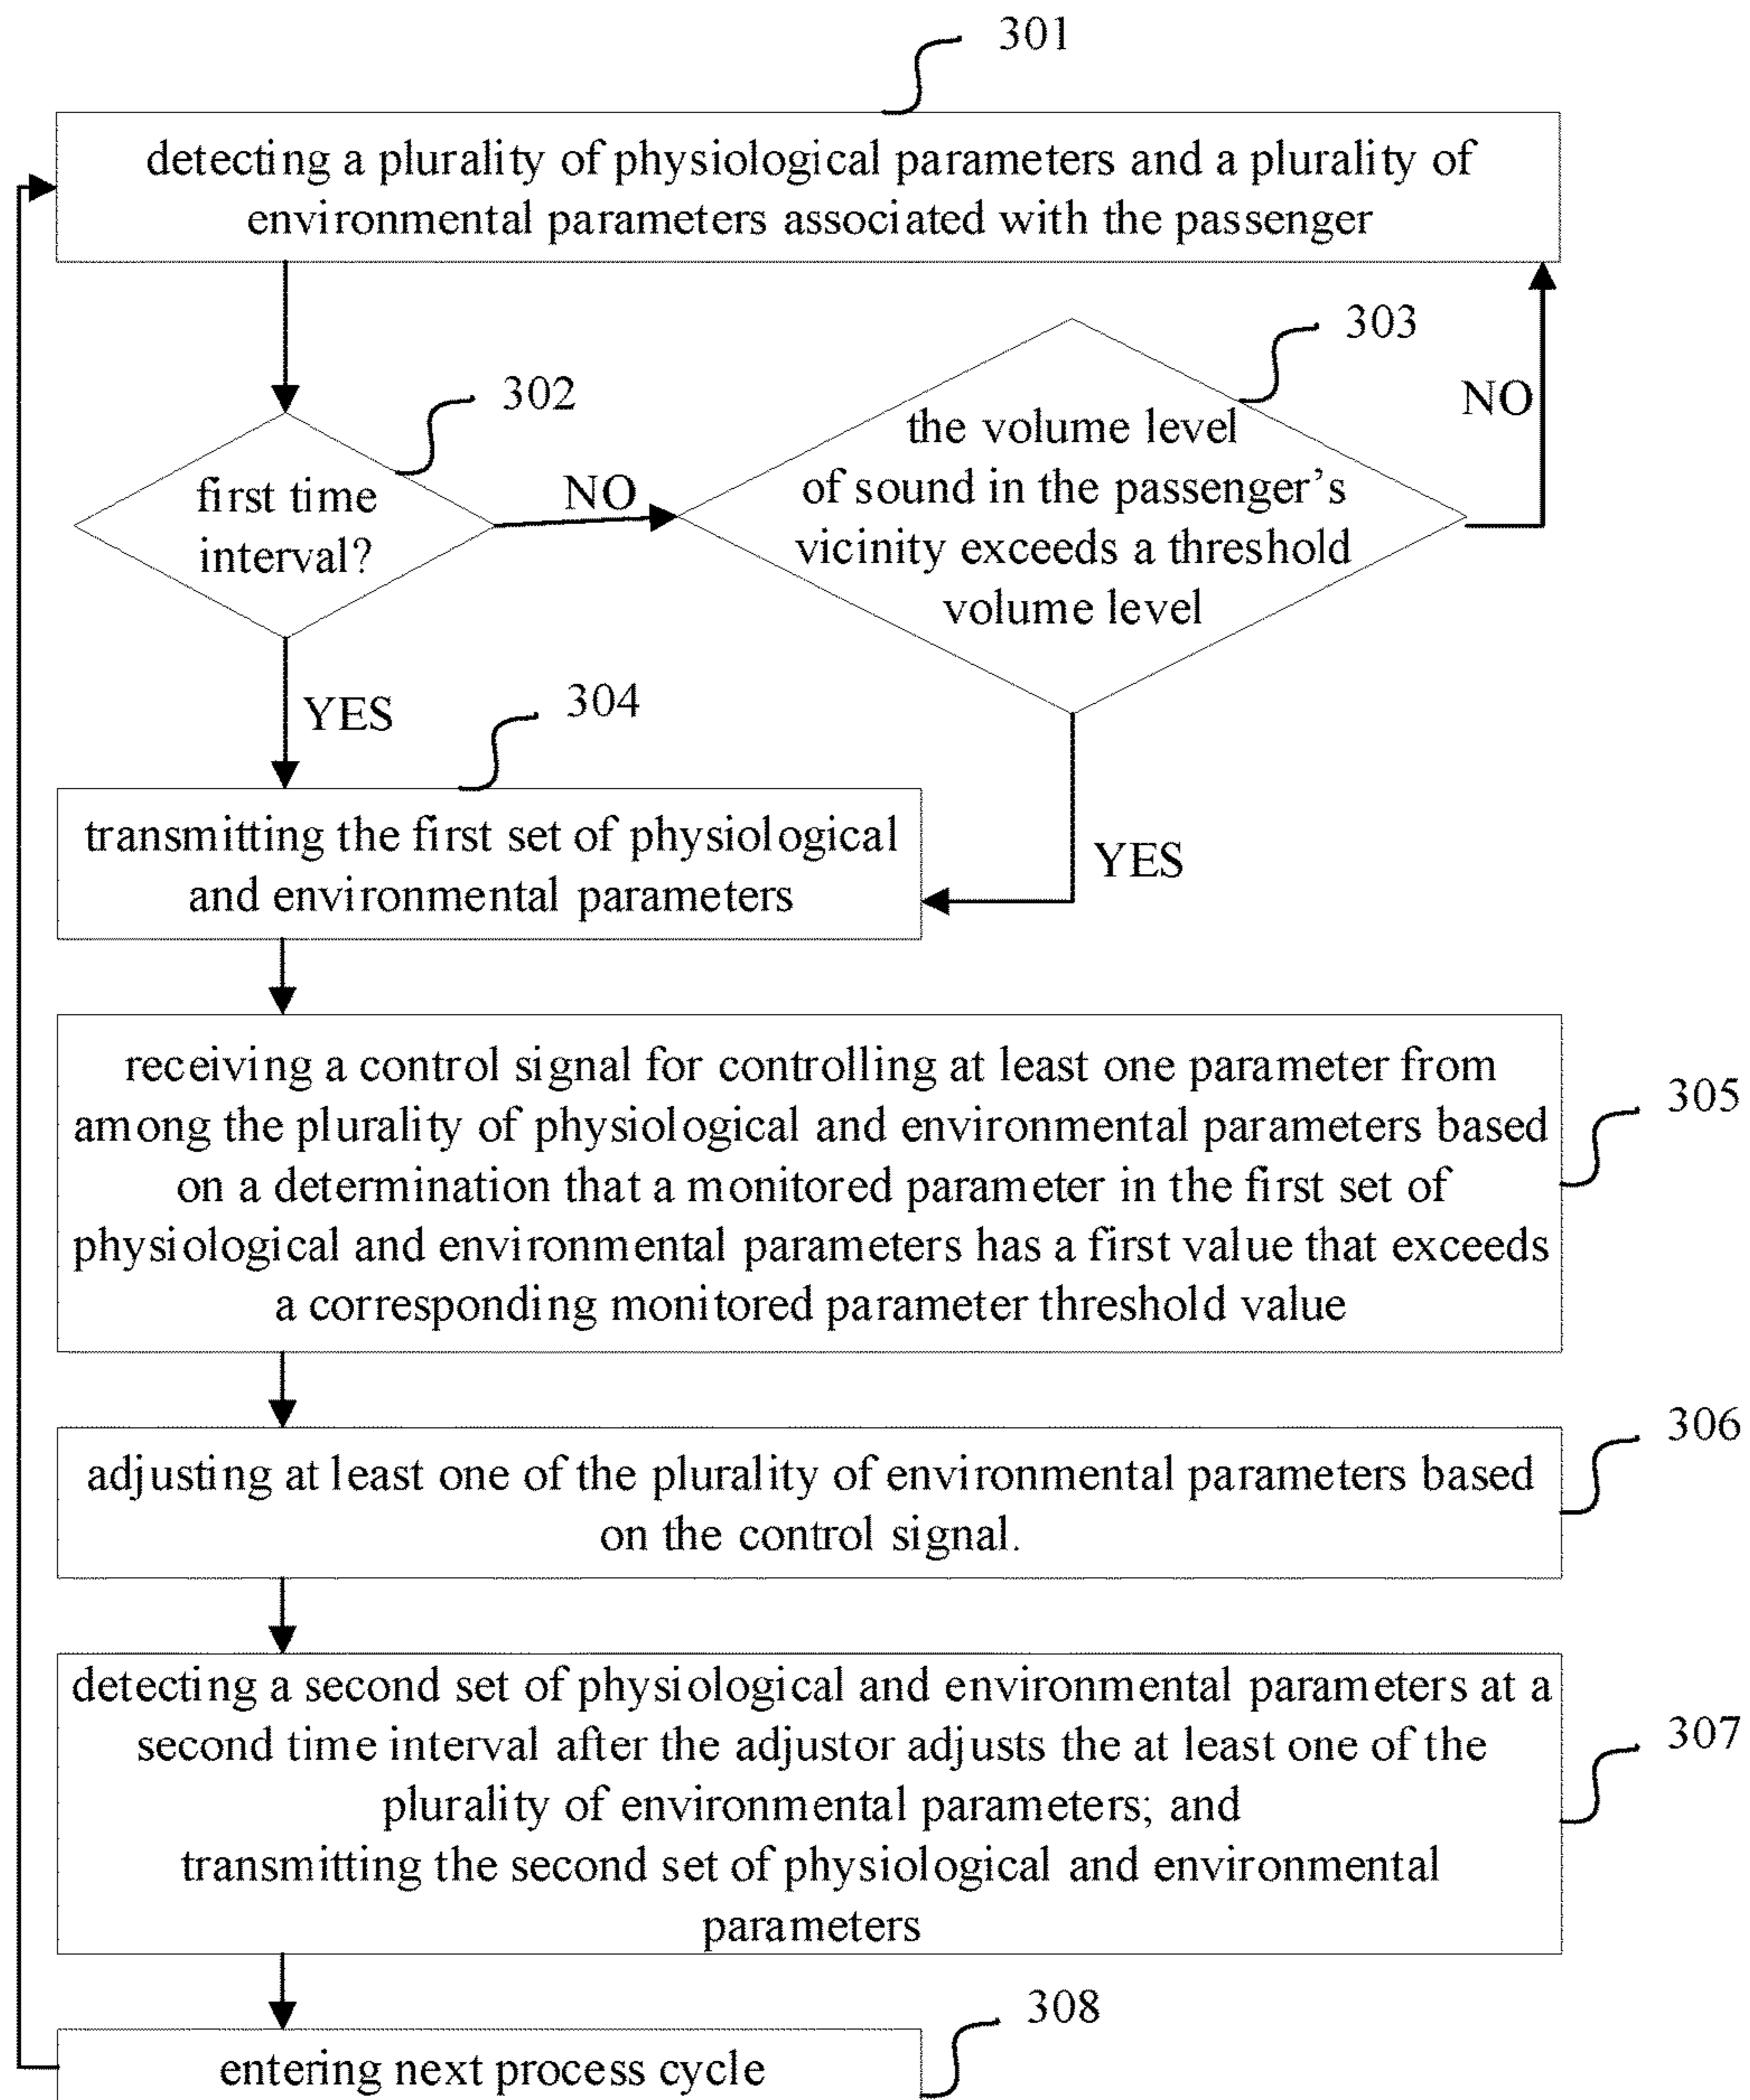 301
detecting a plurality of physiological parameters and a plurality of
environmental parameters associated with the passenger
302
first time
interval?
NO
303
the volume level
of sound in the passenger's
vicinity exceeds a threshold
volume level
NO
YES
304
transmitting the first set of physiological
and environmental parameters
YES
305
receiving a control signal for controlling at least one parameter from
among the plurality of physiological and environmental parameters based
on a determination that a monitored parameter in the first set of
physiological and environmental parameters has a first value that exceeds
a corresponding monitored parameter threshold value
306
adjusting at least one of the plurality of environmental parameters based
on the control signal.
307
detecting a second set of physiological and environmental parameters at a
second time interval after the adjustor adjusts the at least one of the
plurality of environmental parameters; and
transmitting the second set of physiological and environmental
parameters
308
entering next process cycle